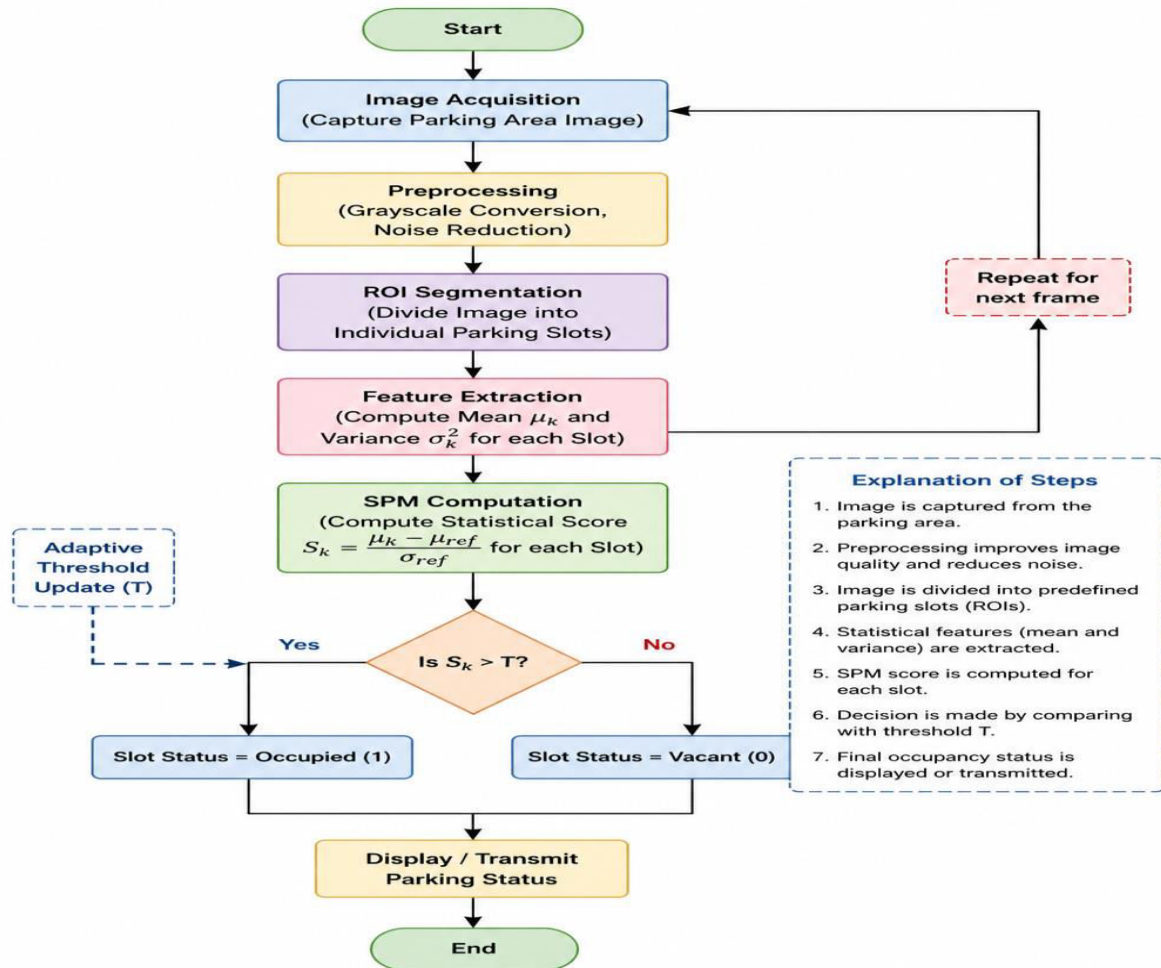 Start
Image Acquisition
(Capture Parking Area Image)
Preprocessing
(Grayscale Conversion,
Noise Reduction)
ROI Segmentation
(Divide Image into
Individual Parking Slots)
Repeat for
next frame
Feature Extraction
(Compute Mean μₖ and
Variance σₖ² for each Slot)
SPM Computation
(Compute Statistical Score
Sₖ = (μₖ − μᵣₑf) / σᵣₑf for each Slot)
Adaptive
Threshold
Update (T)
Yes
Is Sₖ > T?
No
Slot Status = Occupied (1)
Slot Status = Vacant (0)
Explanation of Steps
1. Image is captured from the
parking area.
2. Preprocessing improves image
quality and reduces noise.
3. Image is divided into predefined
parking slots (ROIs).
4. Statistical features (mean and
variance) are extracted.
5. SPM score is computed for
each slot.
6. Decision is made by comparing
with threshold T.
7. Final occupancy status is
displayed or transmitted.
Display / Transmit
Parking Status
End